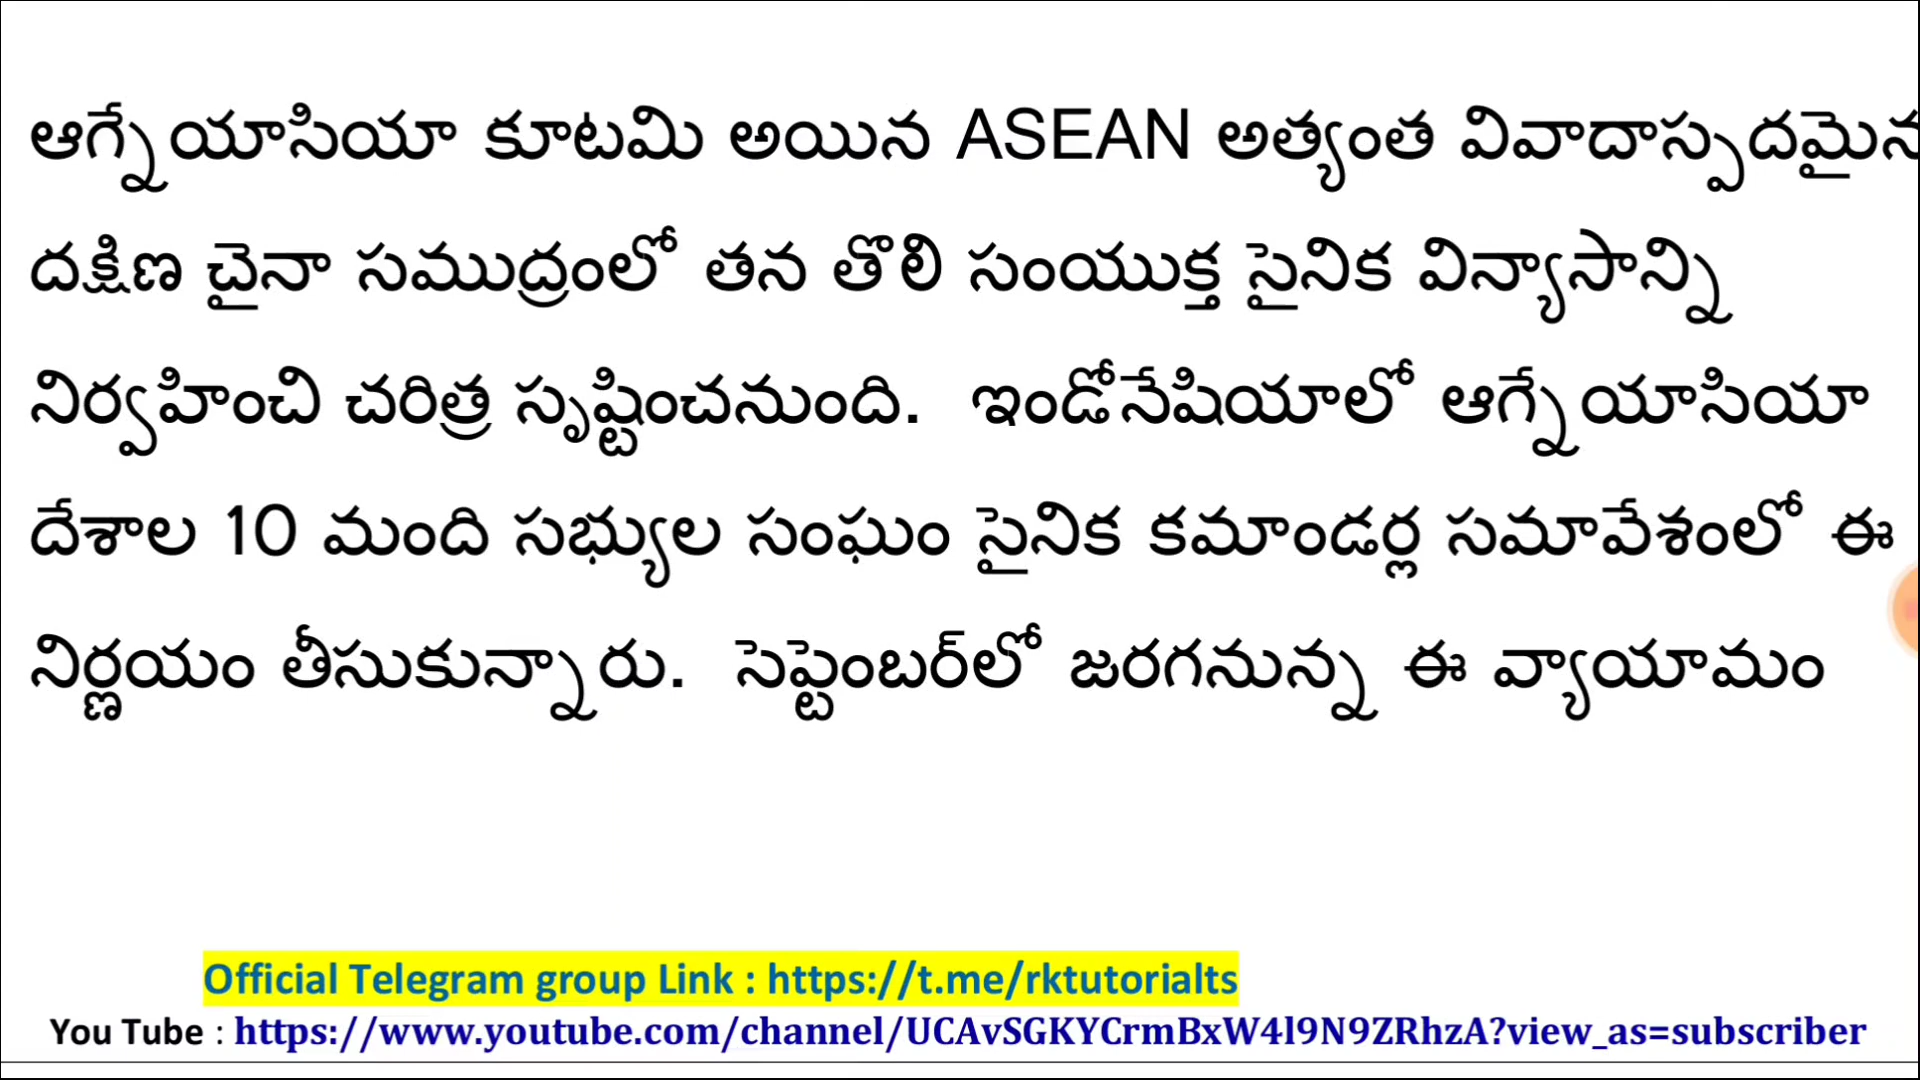 ఆగ్నేయాసియా కూటమి అయిన ASEAN అత్యంత వివాదాస్పదమైన
దక్షిణ చైనా సముద్రంలో తన తొలి సంయుక్త సైనిక విన్యాసాన్ని
నిర్వహించి చరిత్ర సృష్టించనుంది. ఇండోనేషియాలో ఆగ్నేయాసియా
దేశాల 10 మంది సభ్యుల సంఘం సైనిక కమాండర్ల సమావేశంలో ఈ
నిర్ణయం తీసుకున్నారు. సెప్టెంబర్‌లో జరగనున్న ఈ వ్యాయామం
Official Telegram group Link : https://t.me/rktutorialts
You Tube : https://www.youtube.com/channel/UCAvSGKYCrmBxW4l9N9ZRhzA?view_as=subscriber